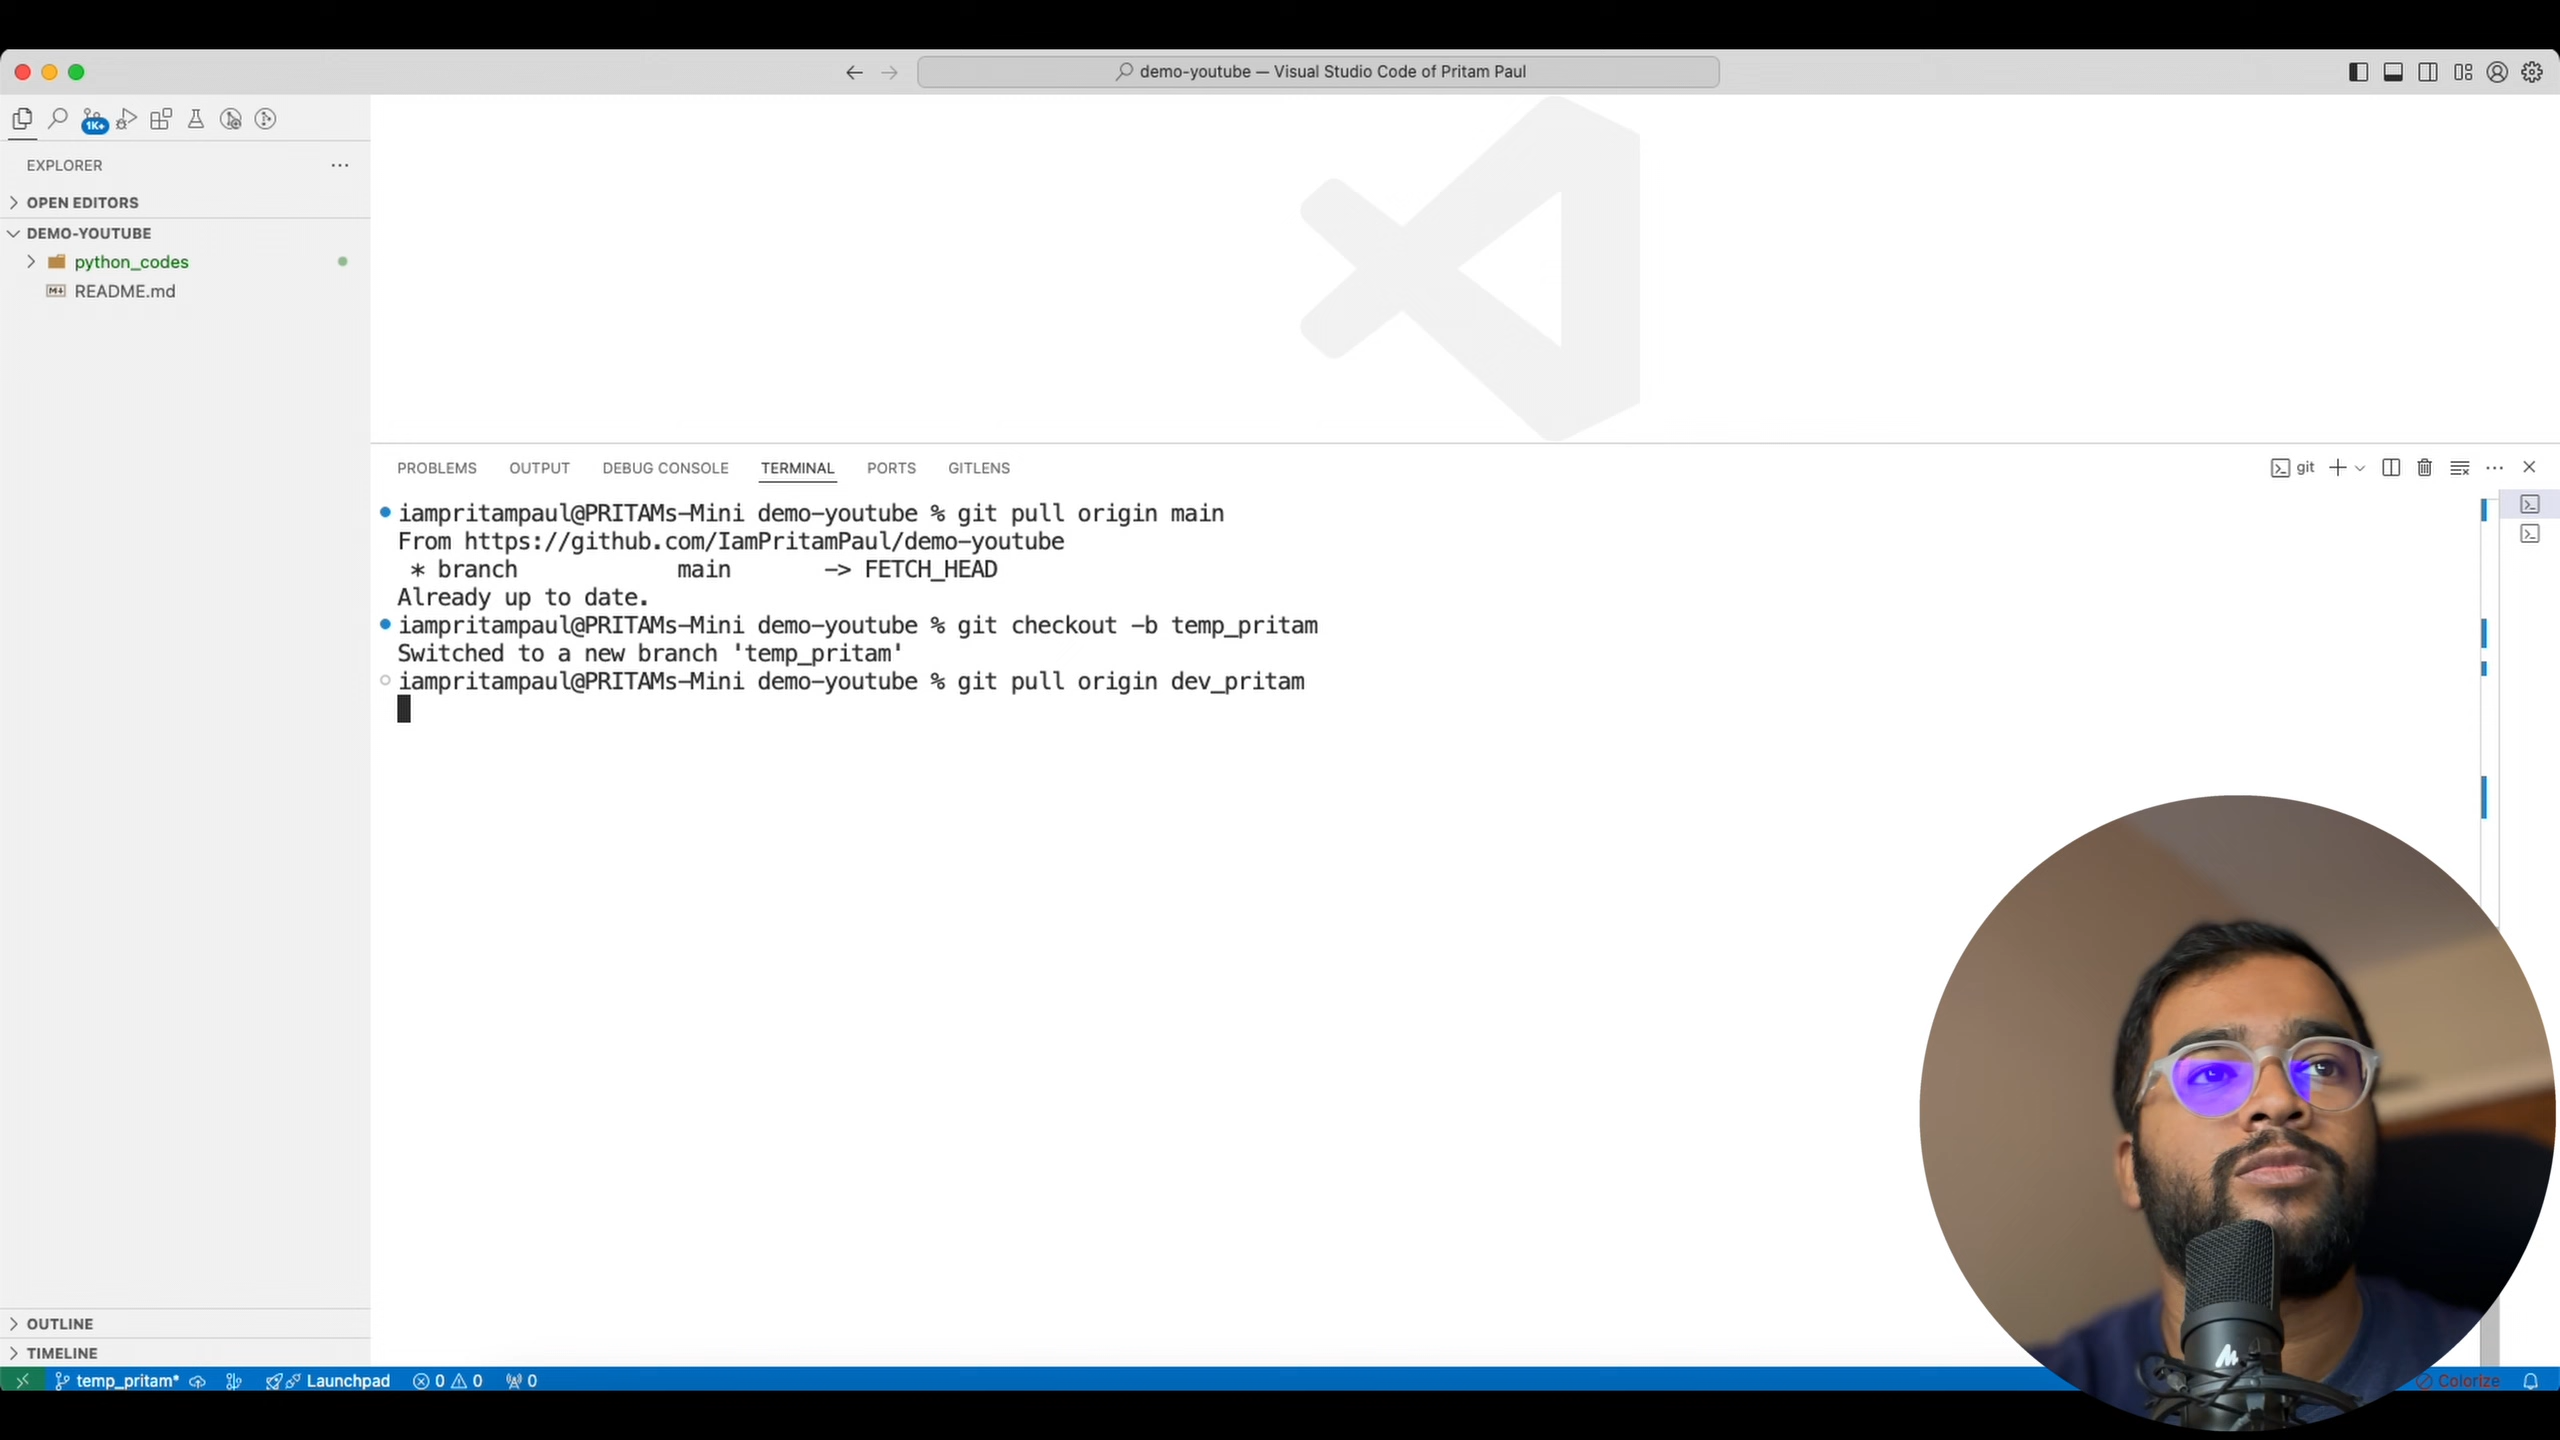 demo-youtube — Visual Studio Code of Pritam Paul
1K+
EXPLORER
OPEN EDITORS
DEMO-YOUTUBE
python_codes
README.md
PROBLEMS OUTPUT DEBUG CONSOLE TERMINAL PORTS GITLENS
git
iampritampaul@PRITAMs-Mini demo-youtube % git pull origin main
From https://github.com/IamPritamPaul/demo-youtube
* branch main -> FETCH_HEAD
Already up to date.
iampritampaul@PRITAMs-Mini demo-youtube % git checkout -b temp_pritam
Switched to a new branch 'temp_pritam'
iampritampaul@PRITAMs-Mini demo-youtube % git pull origin dev_pritam
OUTLINE
TIMELINE
temp_pritam* Launchpad 0 0 0 Colorize